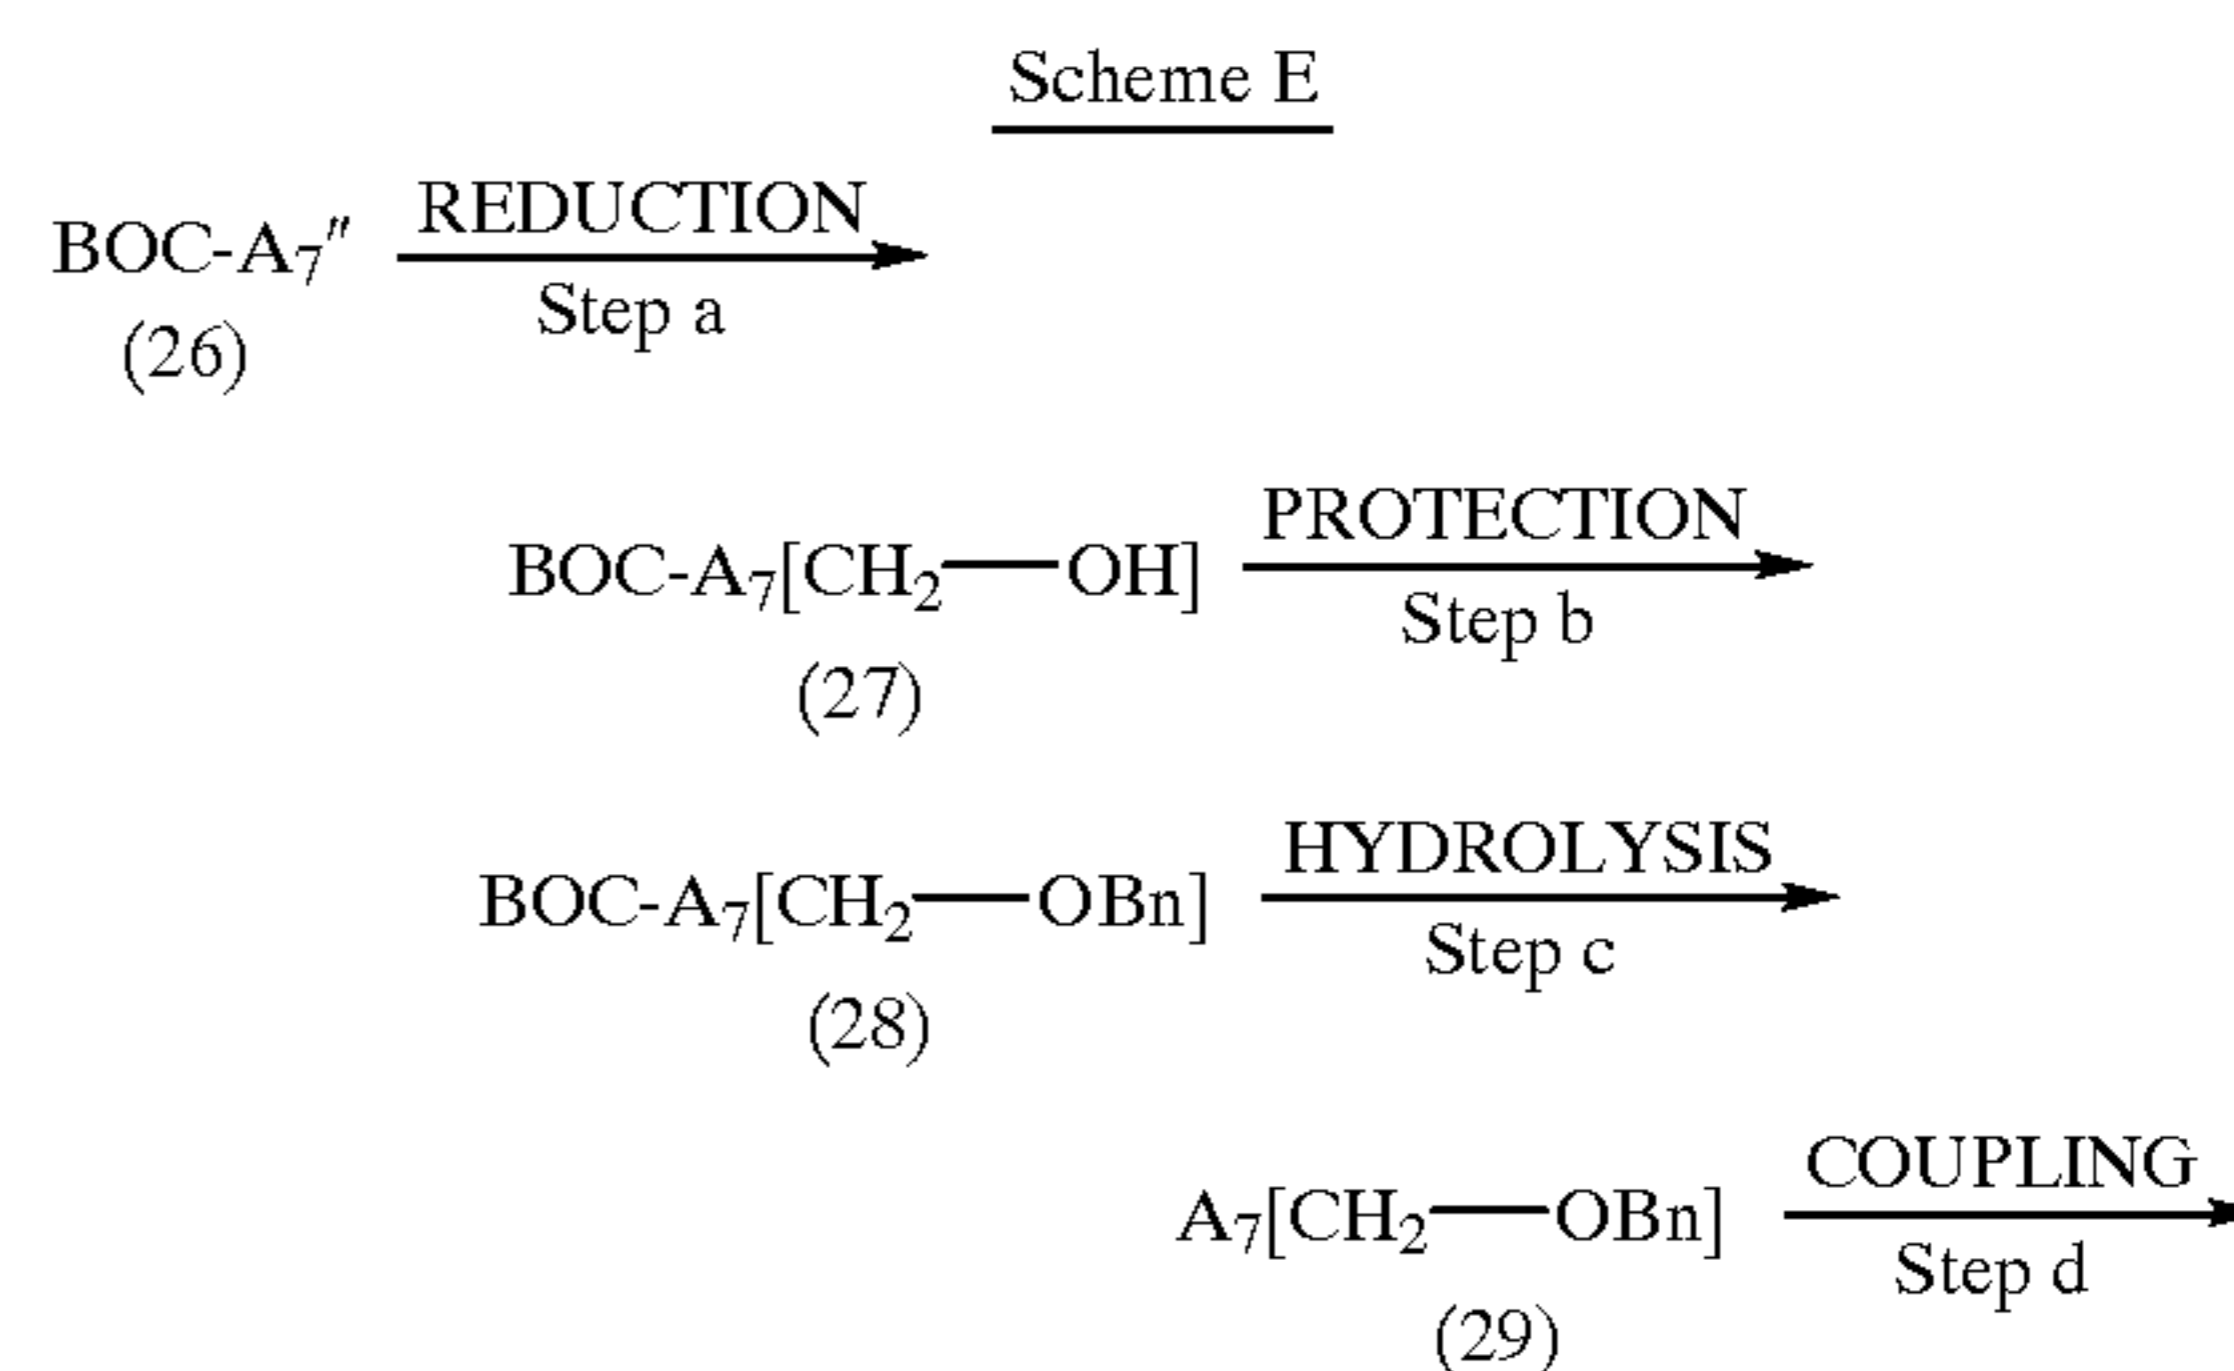 Scheme E
BOC-A7″ REDUCTION
Step a
(26)
BOC-A7[CH2—OH] PROTECTION
Step b
(27)
BOC-A7[CH2—OBn] HYDROLYSIS
Step c
(28)
A7[CH2—OBn] COUPLING
Step d
(29)